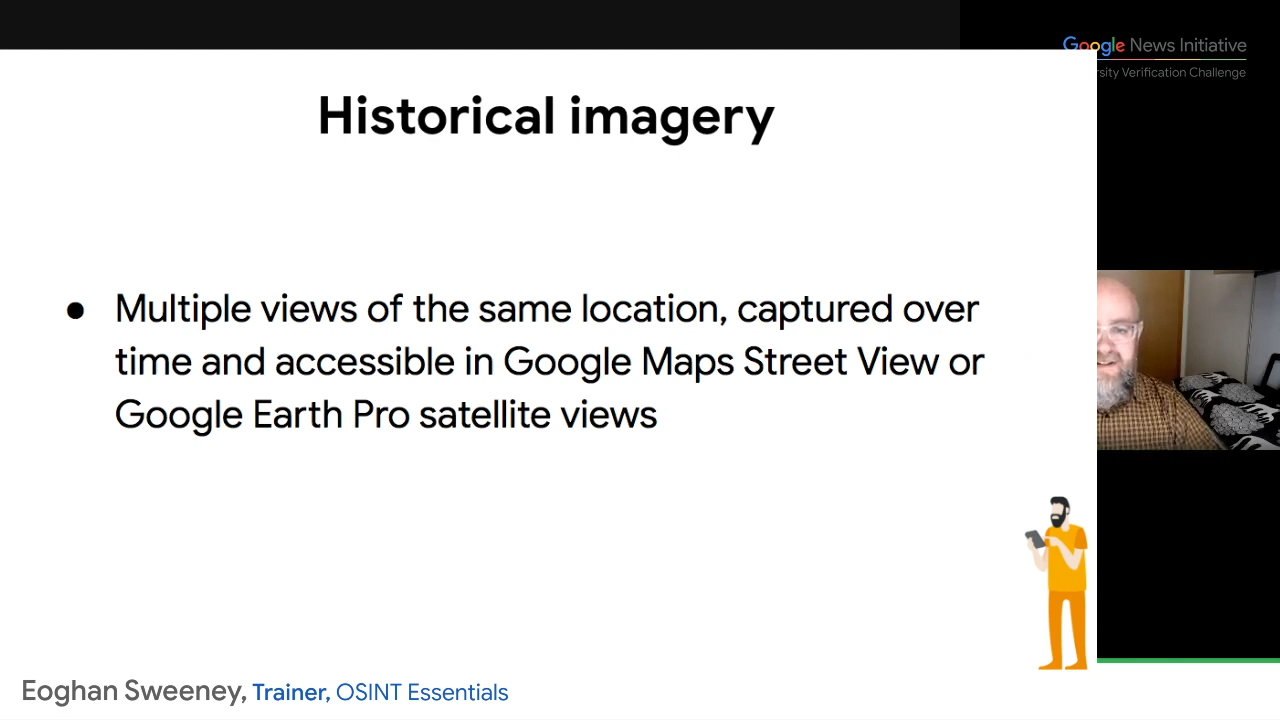 Google News Initiative
Verification Challenge
Historical imagery
● Multiple views of the same location, captured over
time and accessible in Google Maps Street View or
Google Earth Pro satellite views
Eoghan Sweeney, Trainer, OSINT Essentials